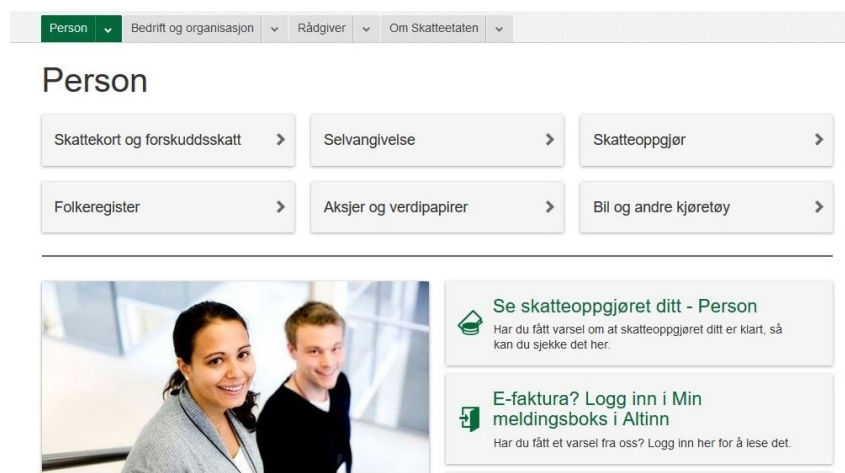 Person
Bedrift og organisasjon
Rådgiver
Om Skatteetaten
Person
Skattekort og forskuddsskatt
Selvangivelse
Skatteoppgjør
Folkeregister
Aksjer og verdipapirer
Bil og andre kjøretøy
Se skatteoppgjøret ditt - Person
Har du fått varsel om at skatteoppgjøret ditt er klart, så
kan du sjekke det her.
E-faktura? Logg inn i Min
meldingsboks i Altinn
Har du fått et varsel fra oss? Logg inn her for å lese det.